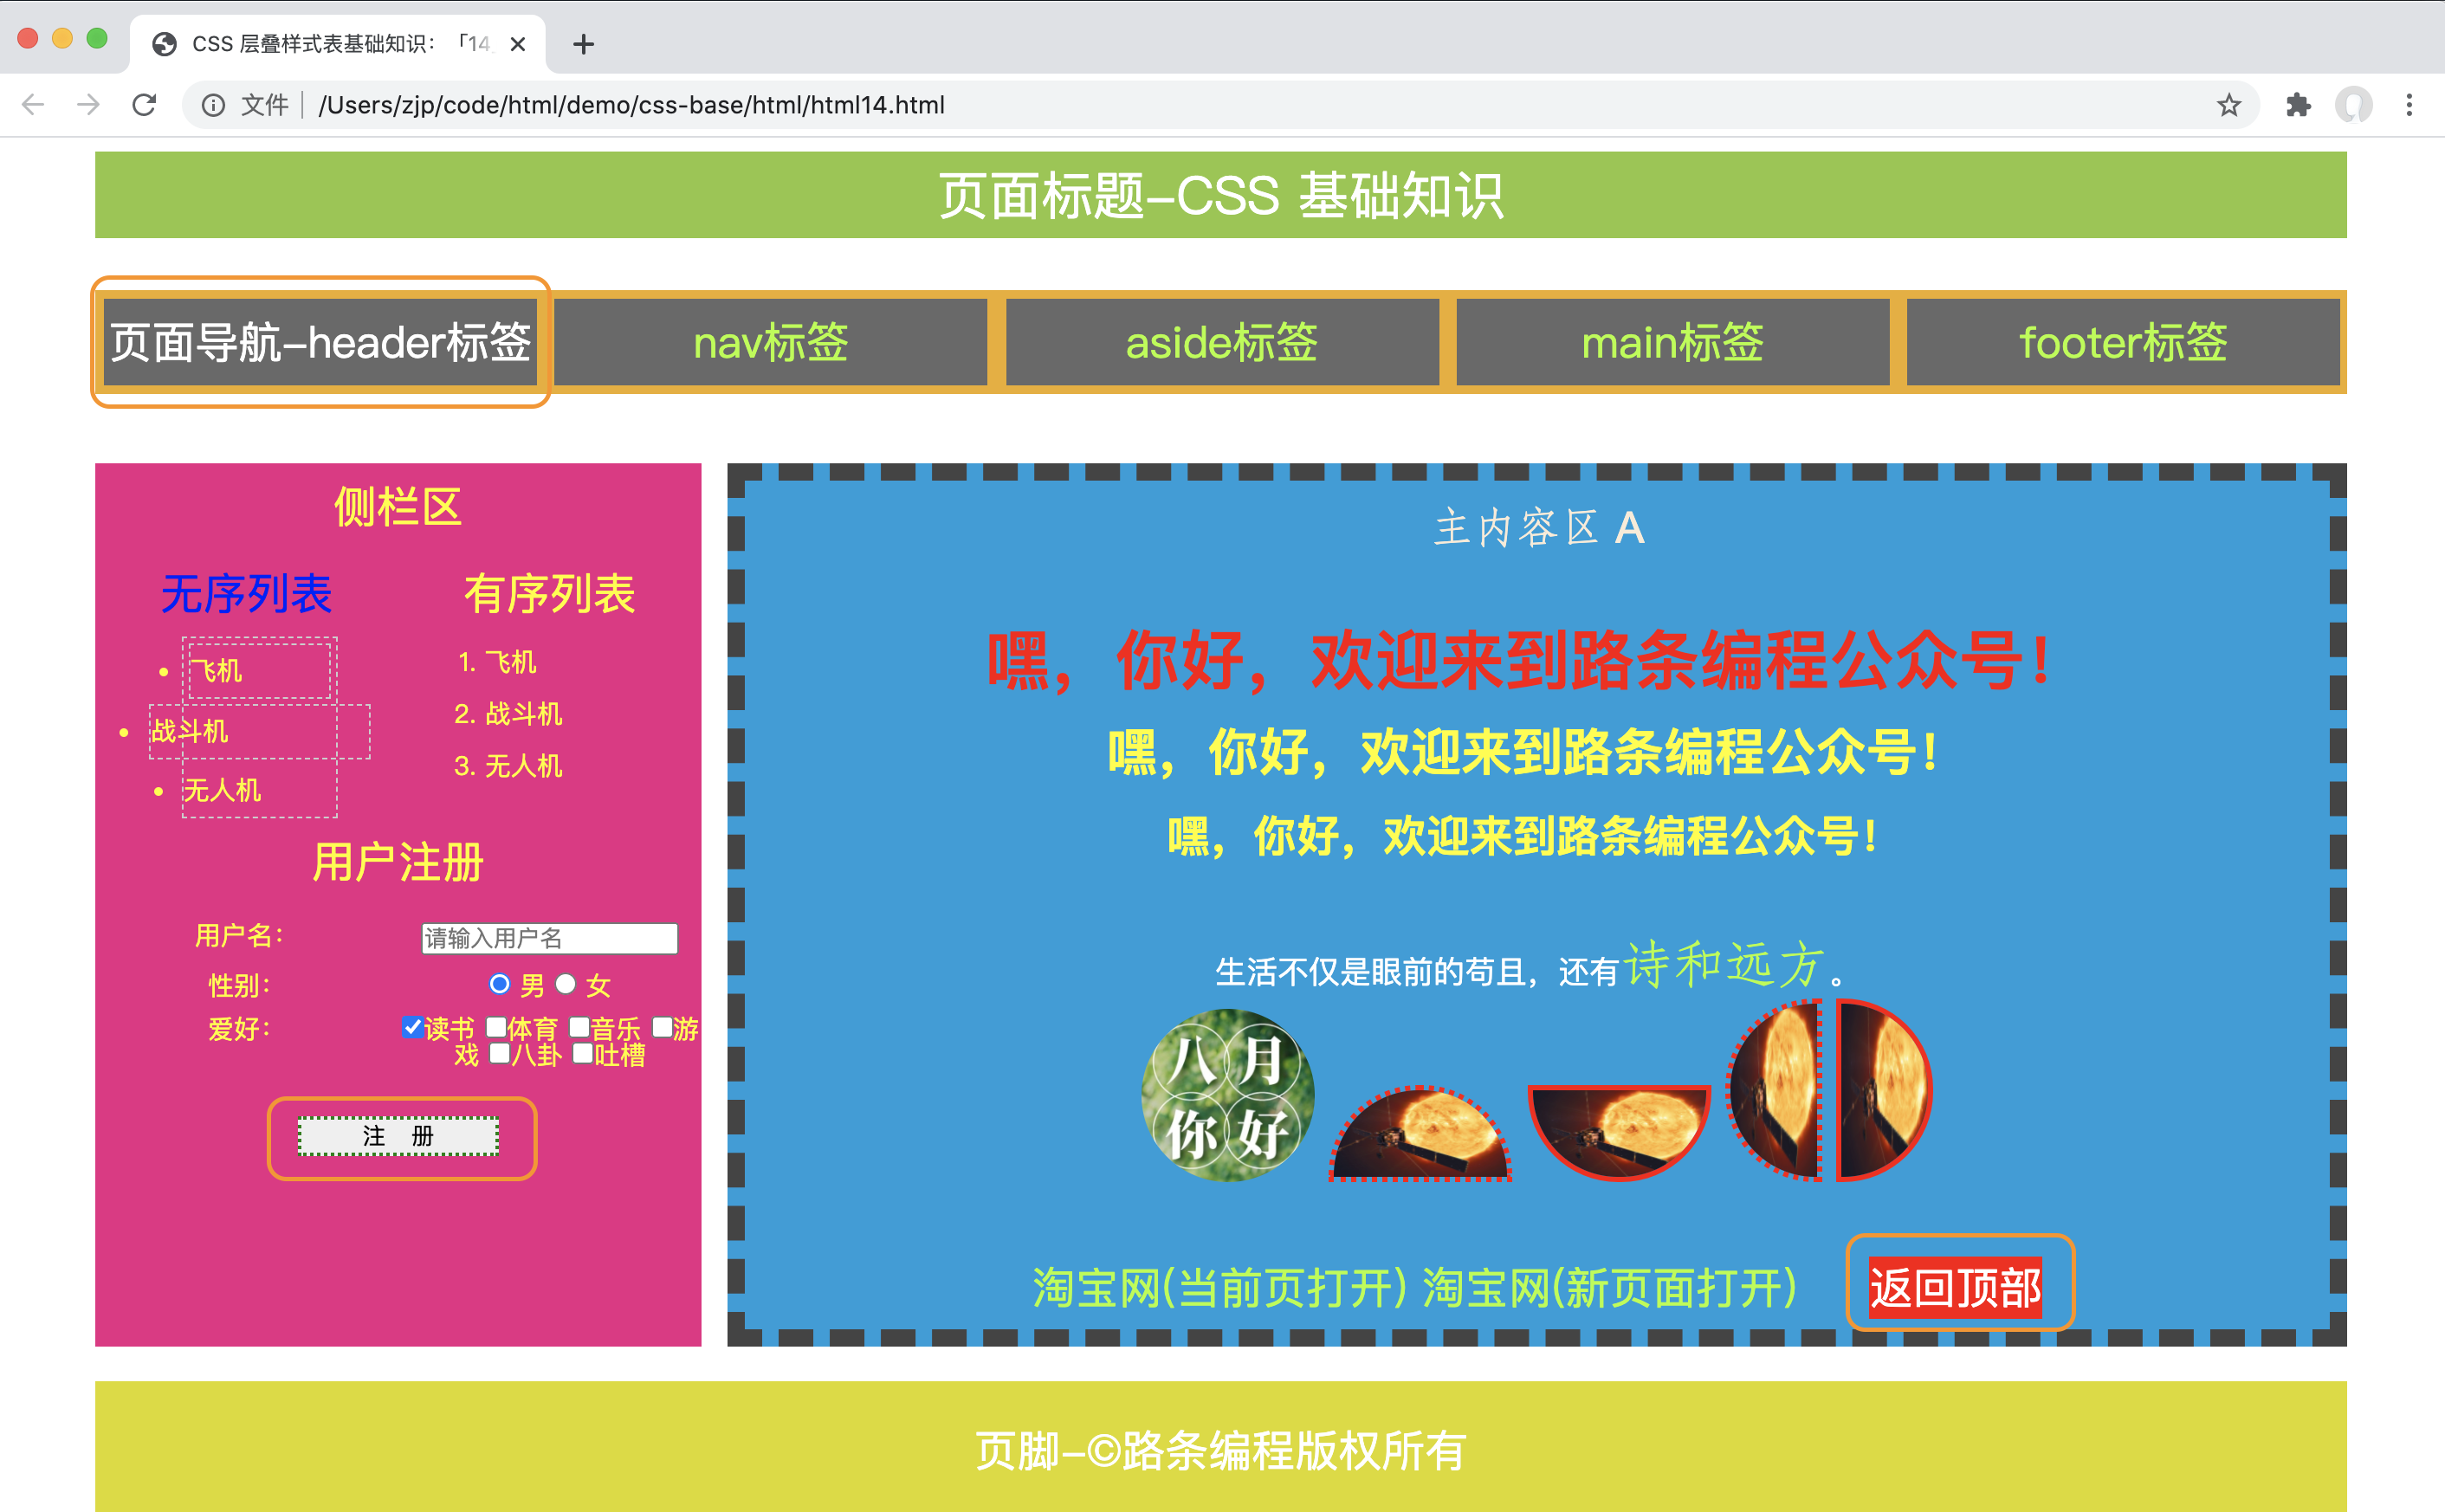 CSS 层叠样式表基础知识：「14
文件 /Users/zjp/code/html/demo/css-base/html/html14.html
页面标题-CSS 基础知识
页面导航-header标签 nav标签 aside标签 main标签 footer标签
侧栏区
无序列表
飞机
战斗机
无人机
有序列表
1. 飞机
2. 战斗机
3. 无人机
用户注册
用户名： 请输入用户名
性别： 男 女
爱好： 读书 体育 音乐 游
戏 八卦 吐槽
注 册
主内容区 A
嘿，你好，欢迎来到路条编程公众号！
嘿，你好，欢迎来到路条编程公众号！
嘿，你好，欢迎来到路条编程公众号！
生活不仅是眼前的苟且，还有诗和远方。
八月
你好
淘宝网(当前页打开) 淘宝网(新页面打开) 返回顶部
页脚-©路条编程版权所有